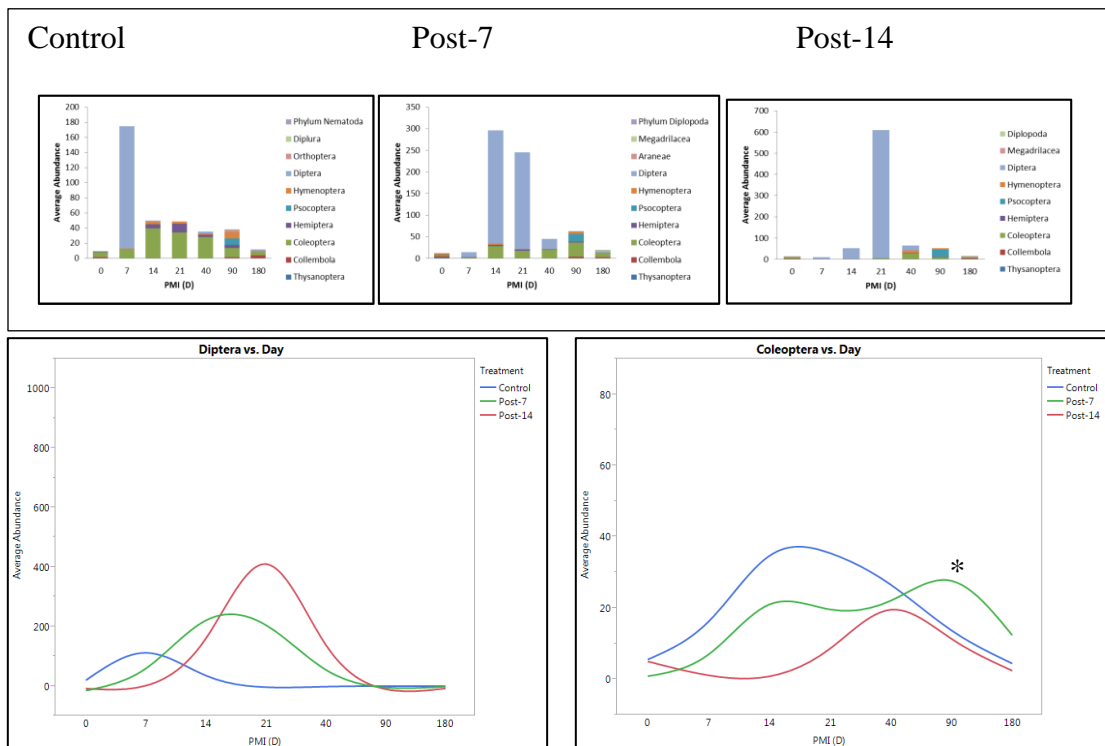 Control Post-7 Post-14
Average Abundance
200
180
160
140
120
100
80
60
40
20
0
0 7 14 21 40 90 180
PMI (D)
Phylum Nematoda
Diplura
Orthoptera
Diptera
Hymenoptera
Psocoptera
Hemiptera
Coleoptera
Collembola
Thysanoptera
Average Abundance
350
300
250
200
150
100
50
0
0 7 14 21 40 90 180
PMI (D)
Phylum Diplopoda
Megadrilacea
Araneae
Diptera
Hymenoptera
Psocoptera
Hemiptera
Coleoptera
Collembola
Thysanoptera
Average Abundance
700
600
500
400
300
200
100
0
0 7 14 21 40 90 180
PMI (D)
Diplopoda
Megadrilacea
Diptera
Hymenoptera
Psocoptera
Hemiptera
Coleoptera
Collembola
Thysanoptera
Diptera vs. Day
Average Abundance
1000
800
600
400
200
0
0 7 14 21 40 90 180
PMI (D)
Treatment
Control
Post-7
Post-14
Coleoptera vs. Day
Average Abundance
80
60
40
20
0
*
0 7 14 21 40 90 180
PMI (D)
Treatment
Control
Post-7
Post-14